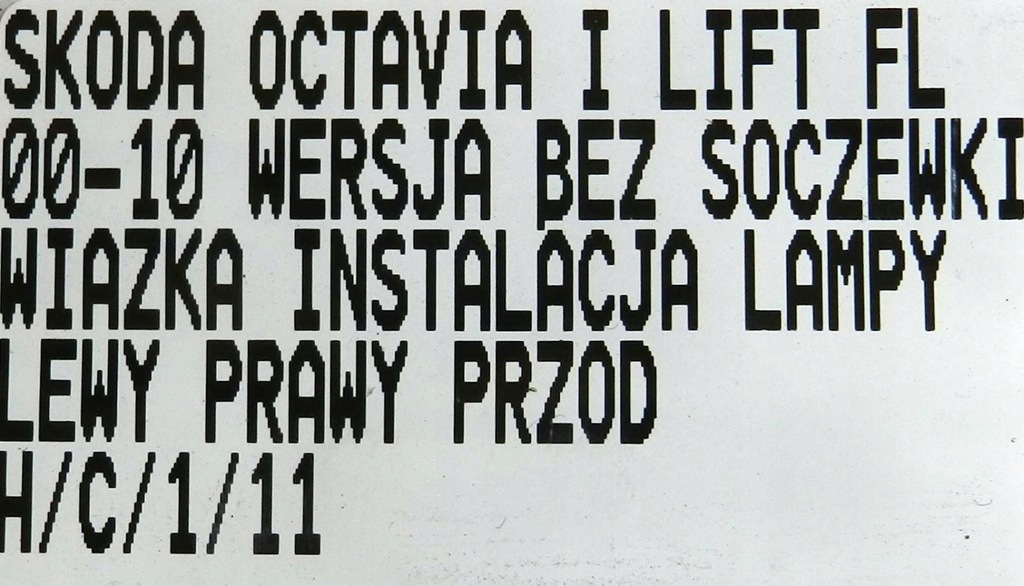 SKODA OCTAVIA I LIFT FL
00-10 WERSJA BEZ SOCZEWKI
WIAZKA INSTALACJA LAMPY
LEWY PRAWY PRZOD
H/C/1/11